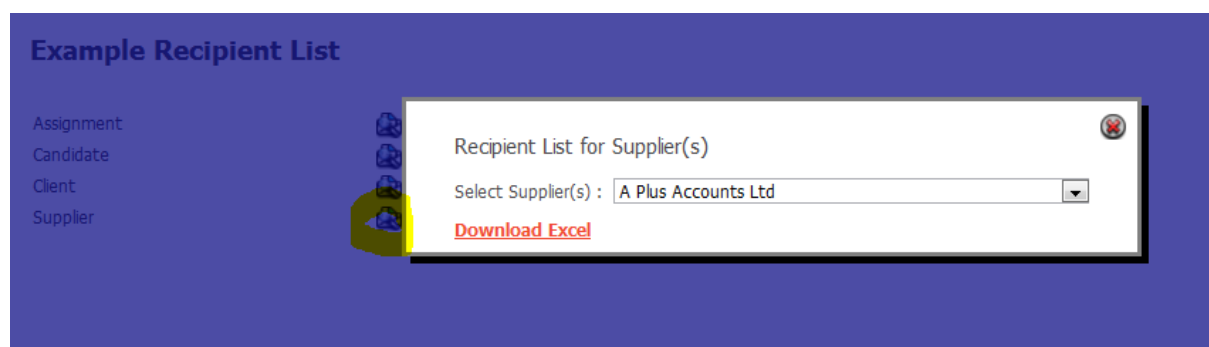 Example Recipient List
Assignment
Candidate
Client
Supplier
Recipient List for Supplier(s)
Select Supplier(s) : A Plus Accounts Ltd
Download Excel